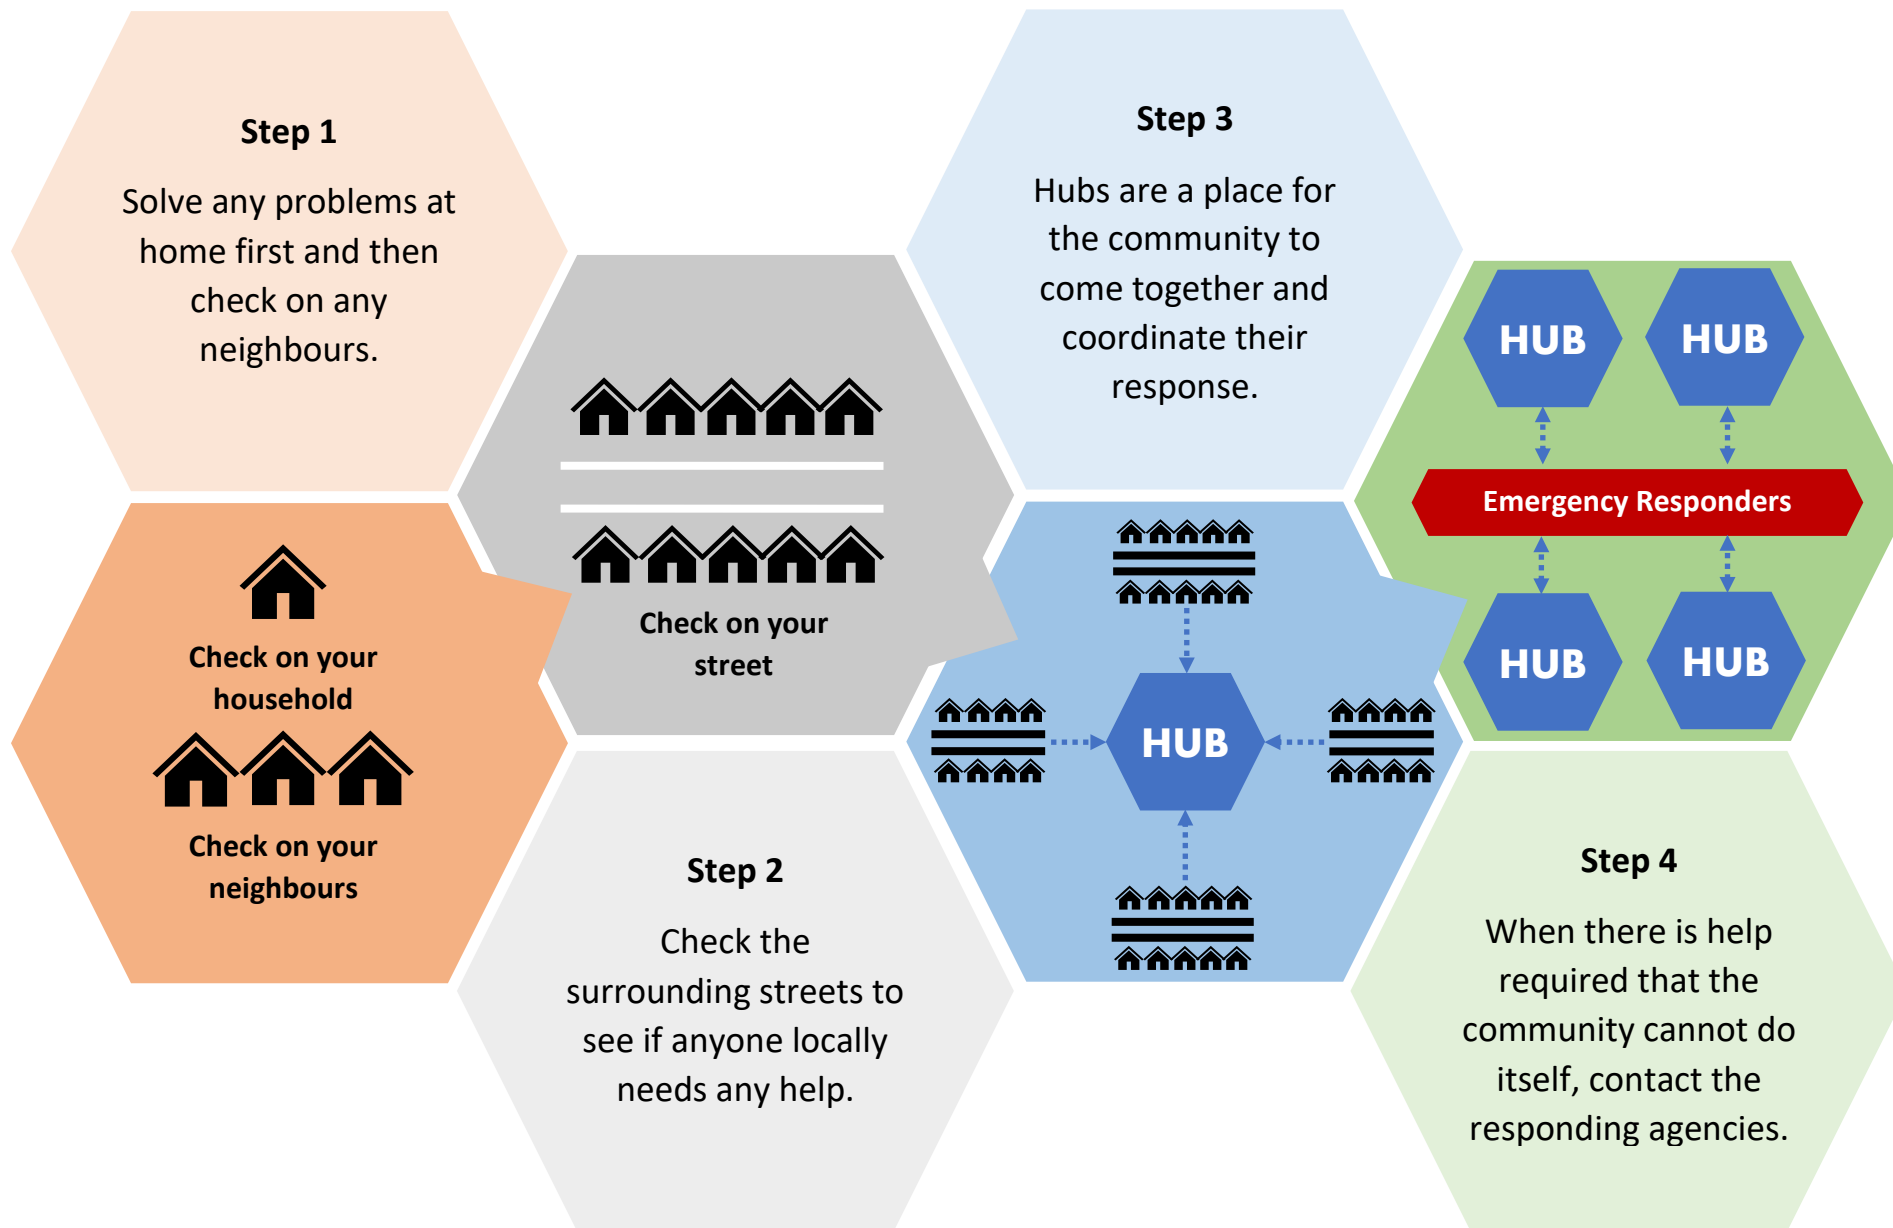 Step 1
Solve any problems at
home first and then
check on any
neighbours.
Check on your
household
Check on your
neighbours
Check on your
street
Step 2
Check the
surrounding streets to
see if anyone locally
needs any help.
Step 3
Hubs are a place for
the community to
come together and
coordinate their
response.
HUB
HUB
HUB
Emergency Responders
HUB
HUB
Step 4
When there is help
required that the
community cannot do
itself, contact the
responding agencies.